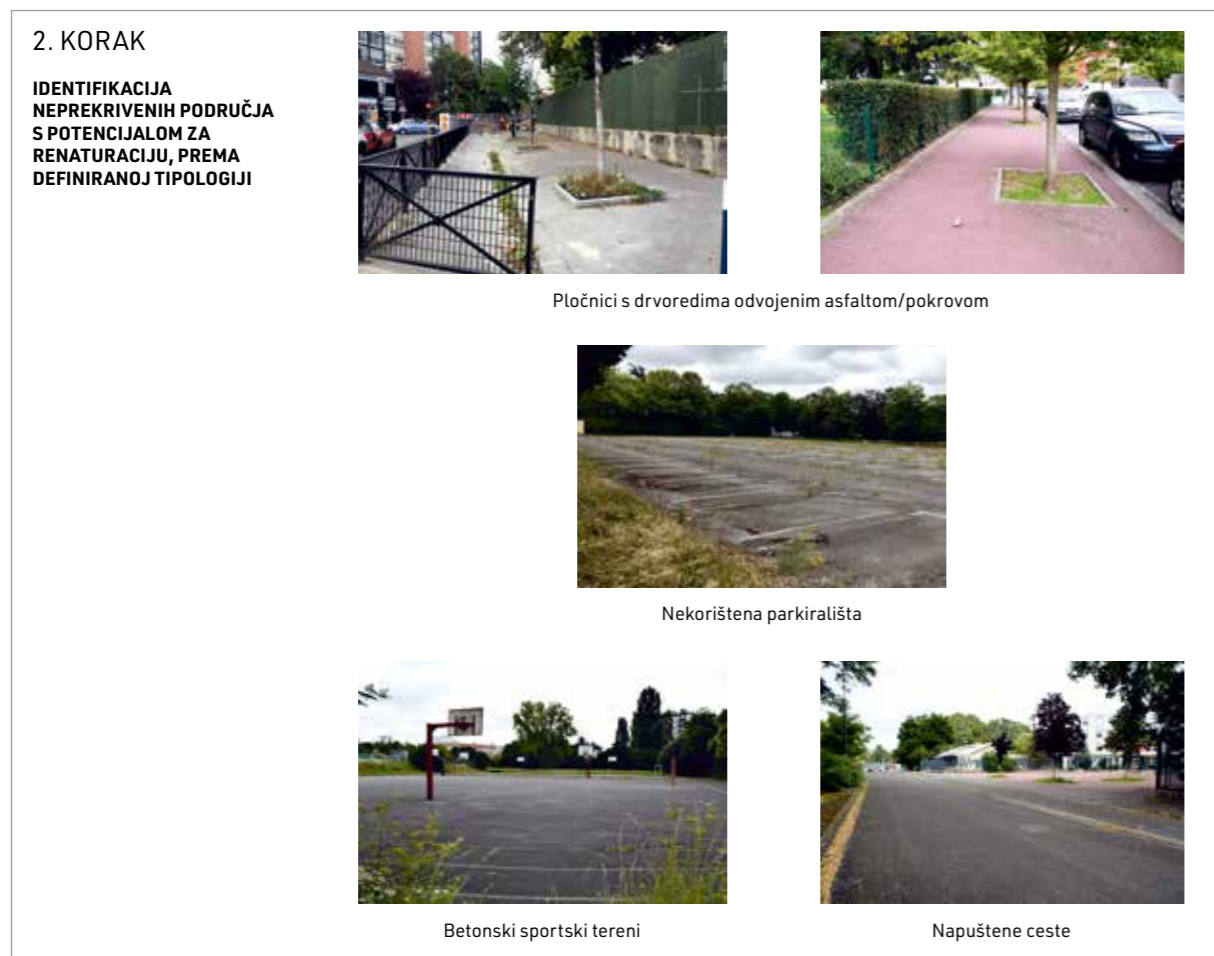 2. KORAK
IDENTIFIKACIJA
NEPREKRIVENIH PODRUČJA
S POTENCIJALOM ZA
RENATURACIJU, PREMA
DEFINIRANOJ TIPOLOGIJI
Pločnici s drvoredima odvojenim asfaltom/pokrovom
Nekorištena parkirališta
Betonski sportski tereni
Napuštene ceste